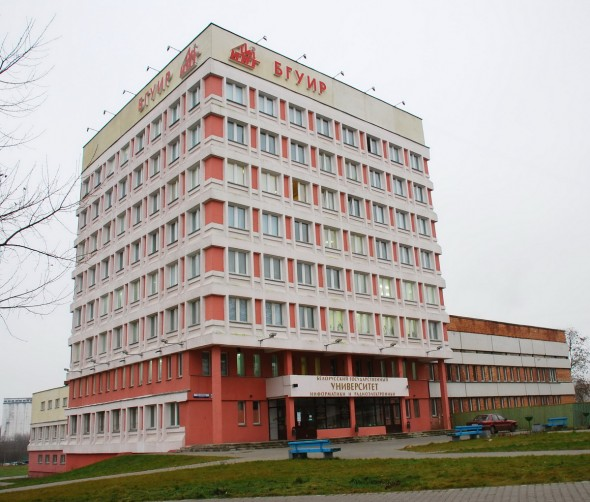 БГУИР
БГУИР
БЕЛОРУССКИЙ ГОСУДАРСТВЕННЫЙ
УНИВЕРСИТЕТ
ИНФОРМАТИКИ И РАДИОЭЛЕКТРОНИКИ